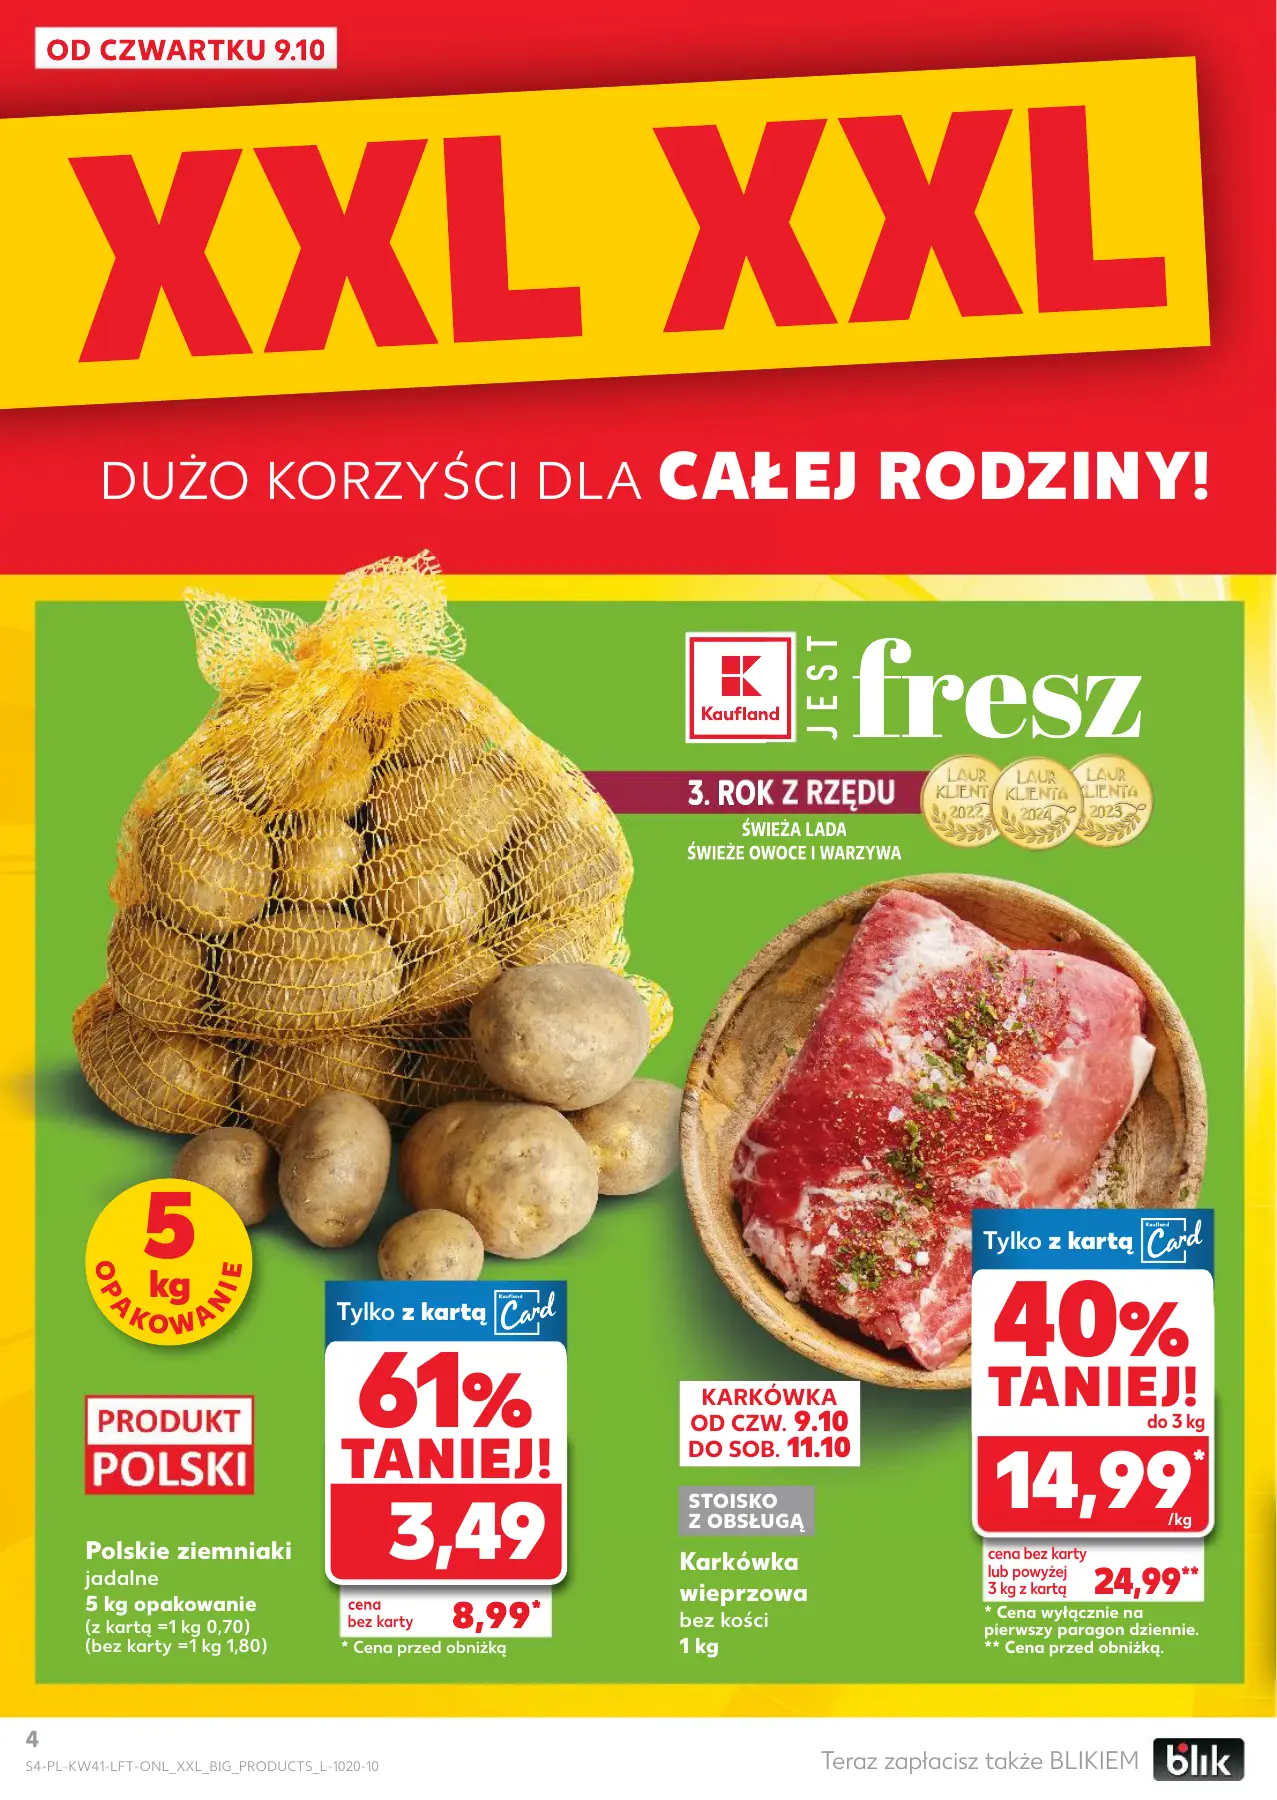 OD CZWARTKU 9.10
XXL XXL
DUŻO KORZYŚCI DLA CAŁEJ RODZINY!
Kaufland
JEST
fresz
3. ROK Z RZĘDU
ŚWIEŻA LADA
ŚWIEŻE OWOCE I WARZYWA
LAUR KLIENTA 2022
LAUR KLIENTA 2024
LAUR KLIENTA 2023
5 kg
OPAKOWANIE
PRODUKT
POLSKI
Polskie ziemniaki
jadalne
5 kg opakowanie
(z kartą =1 kg 0,70)
(bez karty =1 kg 1,80)
Tylko z kartą Kaufland Card
61%
TANIEJ!
3,49
cena
bez karty 8,99*
* Cena przed obniżką
KARKÓWKA
OD CZW. 9.10
DO SOB. 11.10
STOISKO
Z OBSŁUGĄ
Karkówka
wieprzowa
bez kości
1 kg
Tylko z kartą Kaufland Card
40%
TANIEJ!
do 3 kg
14,99*
/kg
cena bez karty
lub powyżej
3 kg z kartą 24,99**
* Cena wyłącznie na
pierwszy paragon dziennie.
** Cena przed obniżką.
4
S4-PL-KW41-LFT-ONL_XXL_BIG_PRODUCTS_L-1020-10
Teraz zapłacisz także BLIKIEM
blik